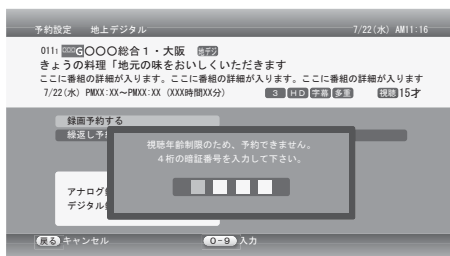 予約設定 地上デジタル 7/22(水) AM11:16
0111 G〇〇〇総合1・大阪 地デジ
きょうの料理「地元の味をおいしくいただきます
ここに番組の詳細が入ります。ここに番組の詳細が入ります。ここに番組の詳細が入ります
7/22(水) PMXX:XX~PMXX:XX (XXX時間XX分) 3 HD 字幕 多重 視聴 15才
録画予約する
繰返し予
視聴年齢制限のため、予約できません。
4桁の暗証番号を入力して下さい。
アナログ
デジタル
戻る キャンセル 0-9 入力